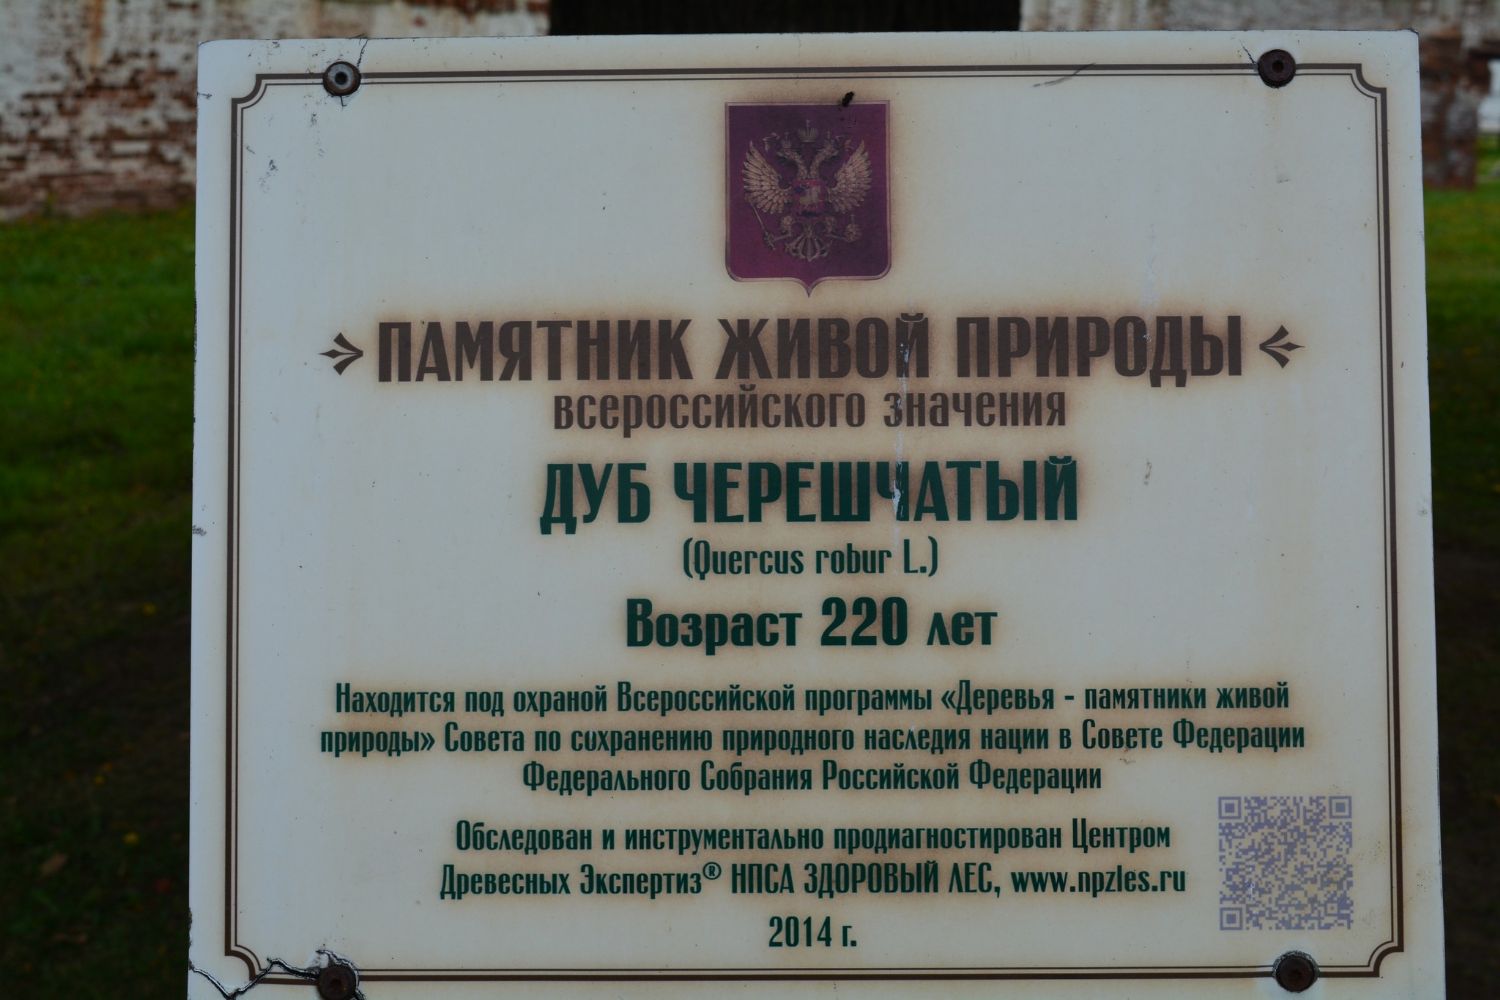 ПАМЯТНИК ЖИВОЙ ПРИРОДЫ
всероссийского значения
ДУБ ЧЕРЕШЧАТЫЙ
(Quercus robur L.)
Возраст 220 лет
Находится под охраной Всероссийской программы «Деревья - памятники живой
природы» Совета по сохранению природного наследия нации в Совете Федерации
Федерального Собрания Российской Федерации
Обследован и инструментально продиагностирован Центром
Древесных Экспертиз® НПСА ЗДОРОВЫЙ ЛЕС, www.npzles.ru
2014 г.